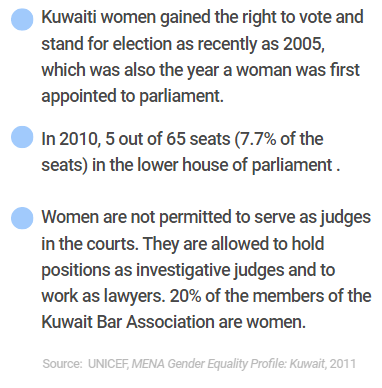 Kuwaiti women gained the right to vote and
stand for election as recently as 2005,
which was also the year a woman was first
appointed to parliament.
In 2010, 5 out of 65 seats (7.7% of the
seats) in the lower house of parliament .
Women are not permitted to serve as judges
in the courts. They are allowed to hold
positions as investigative judges and to
work as lawyers. 20% of the members of the
Kuwait Bar Association are women.
Source: UNICEF, MENA Gender Equality Profile: Kuwait, 2011